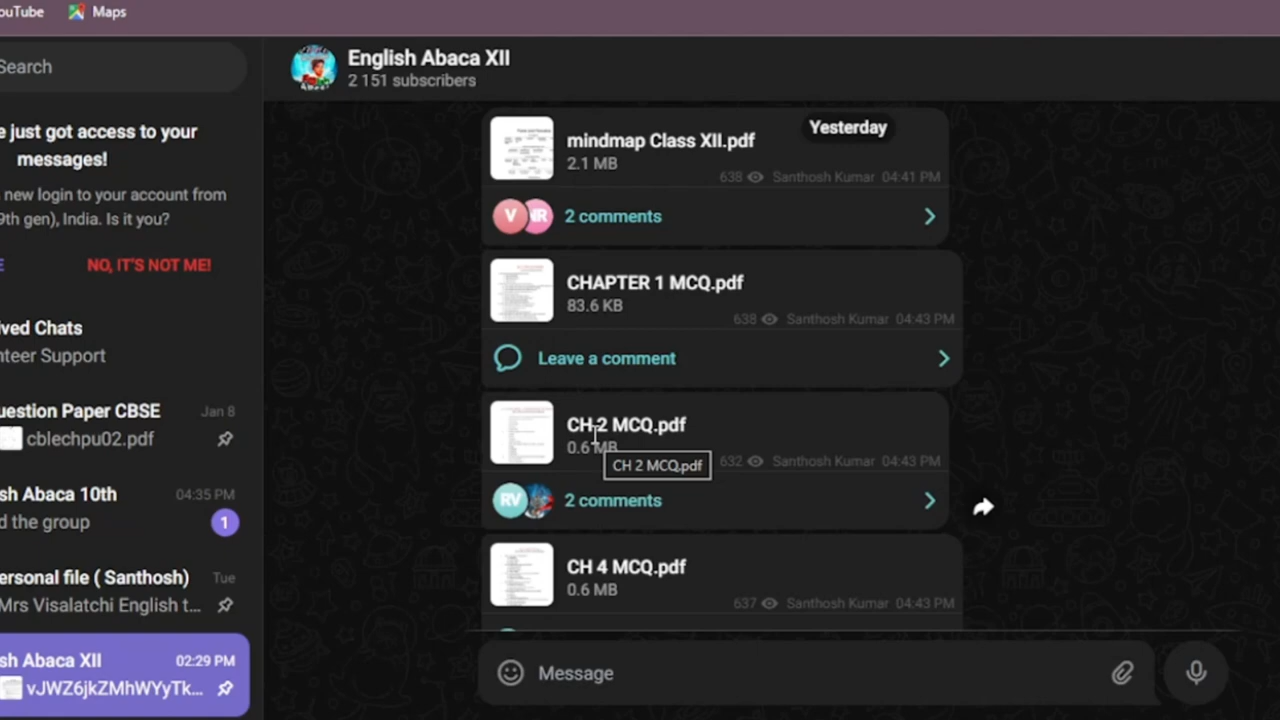 ouTube
Maps
Search
e just got access to your
messages!
new login to your account from
9th gen), India. Is it you?
E
NO, IT'S NOT ME!
ived Chats
nteer Support
uestion Paper CBSE
Jan 8
cblechpu02.pdf
sh Abaca 10th
04:35 PM
d the group
1
ersonal file ( Santhosh)
Tue
Mrs Visalatchi English t...
sh Abaca XII
02:29 PM
vJWZ6jkZMhWYyTk...
English Abaca XII
2 151 subscribers
Yesterday
mindmap Class XII.pdf
2.1 MB
638 Santhosh Kumar 04:41 PM
V NR
2 comments
CHAPTER 1 MCQ.pdf
83.6 KB
638 Santhosh Kumar 04:43 PM
Leave a comment
CH 2 MCQ.pdf
0.6 MB
CH 2 MCQ.pdf
632 Santhosh Kumar 04:43 PM
RV
2 comments
CH 4 MCQ.pdf
0.6 MB
637 Santhosh Kumar 04:43 PM
Message